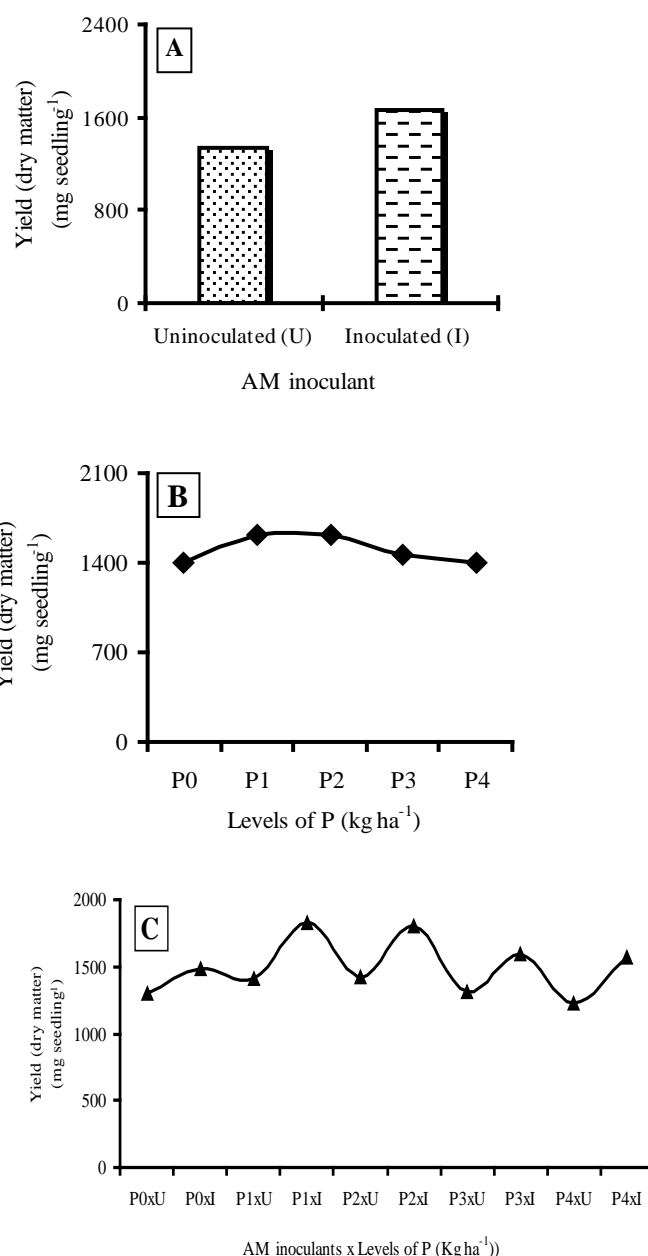 2400
1600
800
0
A
Yield (dry matter)
(mg seedling-1)
Uninoculated (U) Inoculated (I)
AM inoculant
2100
1400
700
0
B
Yield (dry matter)
(mg seedling-1)
P0 P1 P2 P3 P4
Levels of P (kg ha-1)
2000
1500
1000
500
0
C
Yield (dry matter)
(mg seedling1)
P0xU P0xI P1xU P1xI P2xU P2xI P3xU P3xI P4xU P4xI
AM inoculants x Levels of P (Kg ha-1))